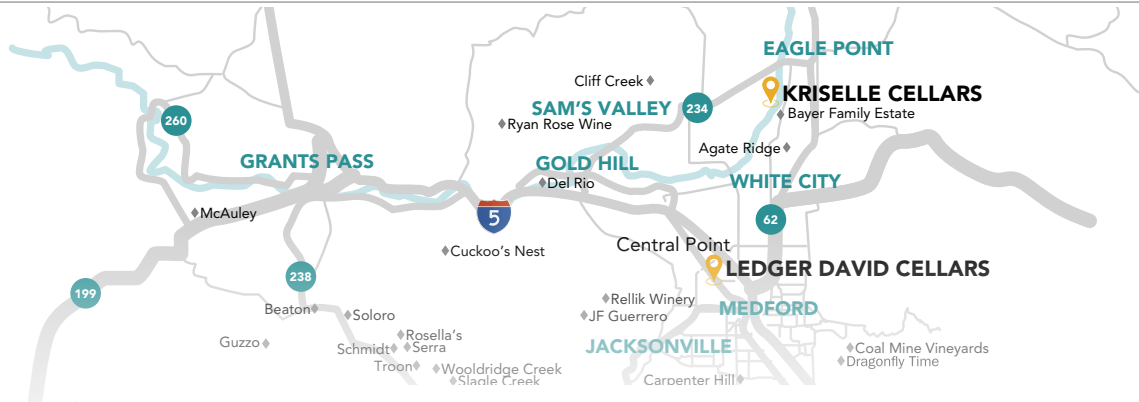 EAGLE POINT
Cliff Creek
KRISELLE CELLARS
SAM'S VALLEY
234
Bayer Family Estate
260
Ryan Rose Wine
Agate Ridge
GRANTS PASS
GOLD HILL
Del Rio
WHITE CITY
McAuley
5
62
Cuckoo's Nest
Central Point
LEDGER DAVID CELLARS
238
199
Rellik Winery
Beaton
Soloro
JF Guerrero
MEDFORD
Guzzo
Rosella's
Schmidt
Serra
JACKSONVILLE
Coal Mine Vineyards
Dragonfly Time
Troon
Wooldridge Creek
Slagle Creek
Carpenter Hill